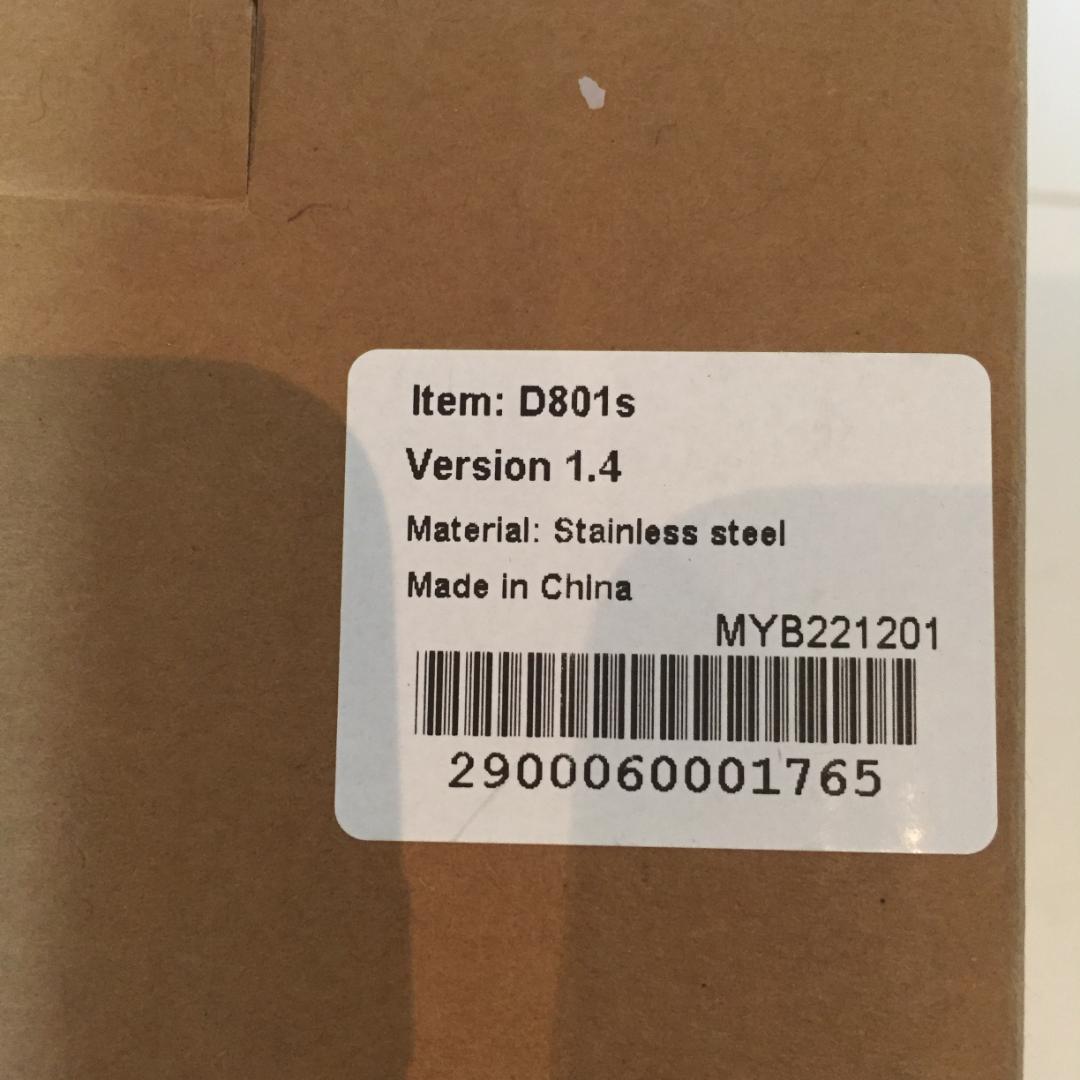 Item: D801s
Version 1.4
Material: Stainless steel
Made in China
MYB221201
2900060001765